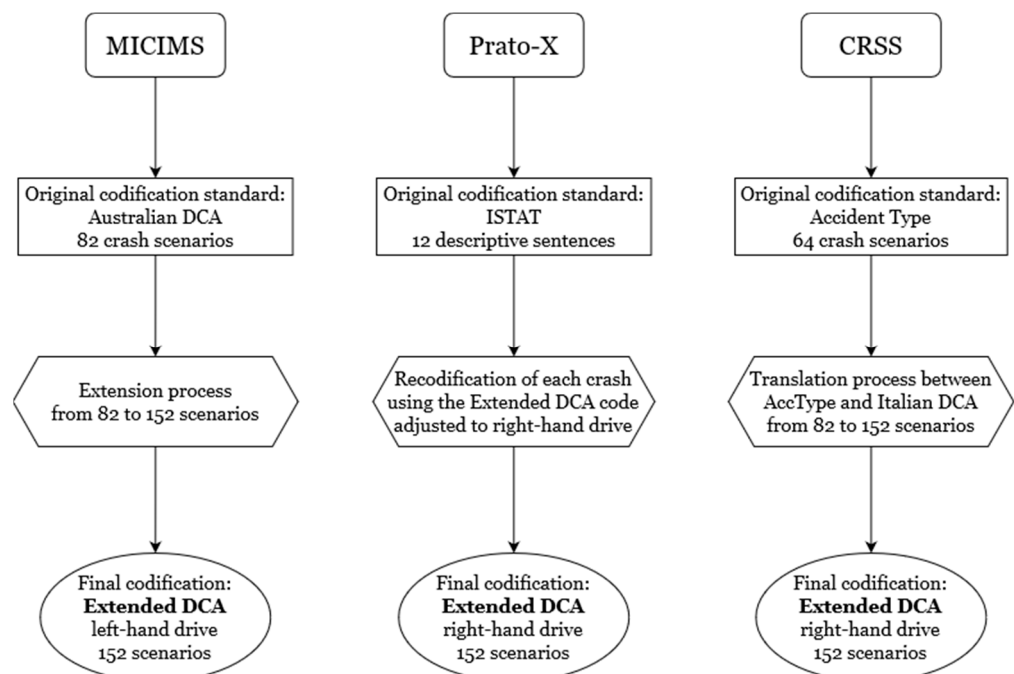 MICIMS
Prato-X
CRSS
Original codification standard:
Australian DCA
82 crash scenarios
Original codification standard:
ISTAT
12 descriptive sentences
Original codification standard:
Accident Type
64 crash scenarios
Extension process
from 82 to 152 scenarios
Recodification of each crash
using the Extended DCA code
adjusted to right-hand drive
Translation process between
AccType and Italian DCA
from 82 to 152 scenarios
Final codification:
Extended DCA
left-hand drive
152 scenarios
Final codification:
Extended DCA
right-hand drive
152 scenarios
Final codification:
Extended DCA
right-hand drive
152 scenarios